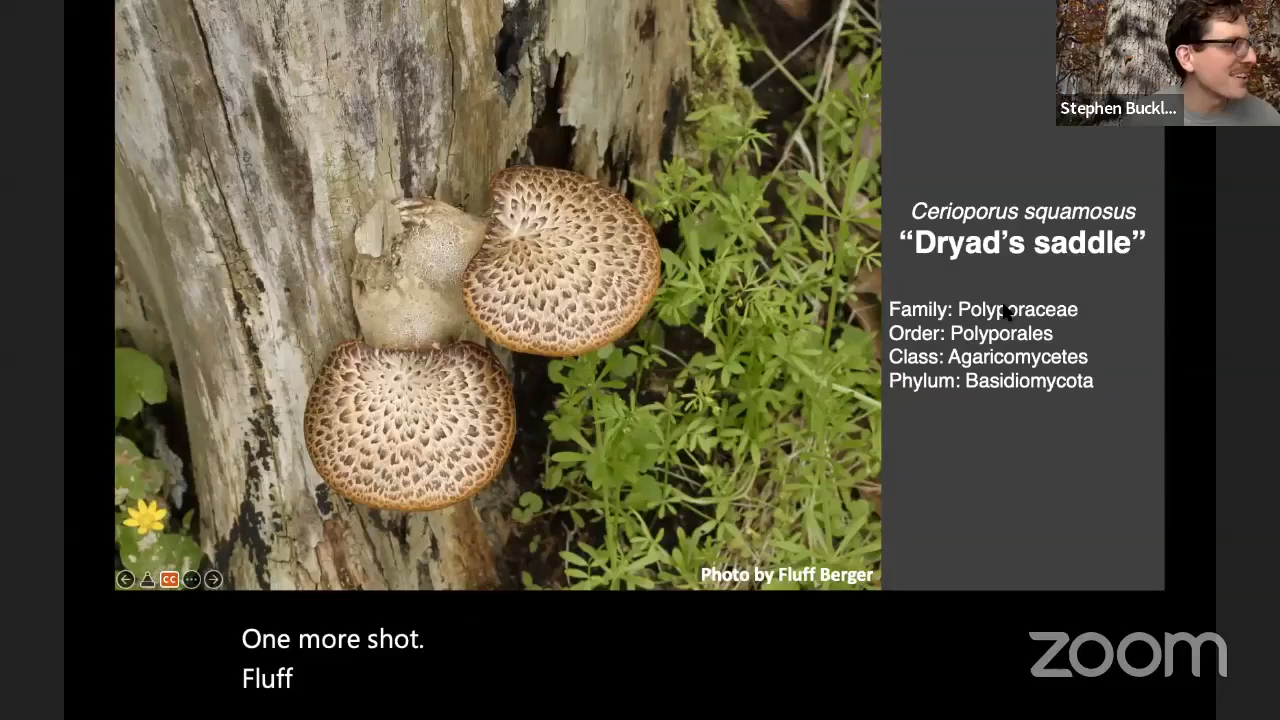 Stephen Buckl...
Cerioporus squamosus
“Dryad’s saddle”
Family: Polyporaceae
Order: Polyporales
Class: Agaricomycetes
Phylum: Basidiomycota
CC
Photo by Fluff Berger
One more shot.
Fluff
zoom